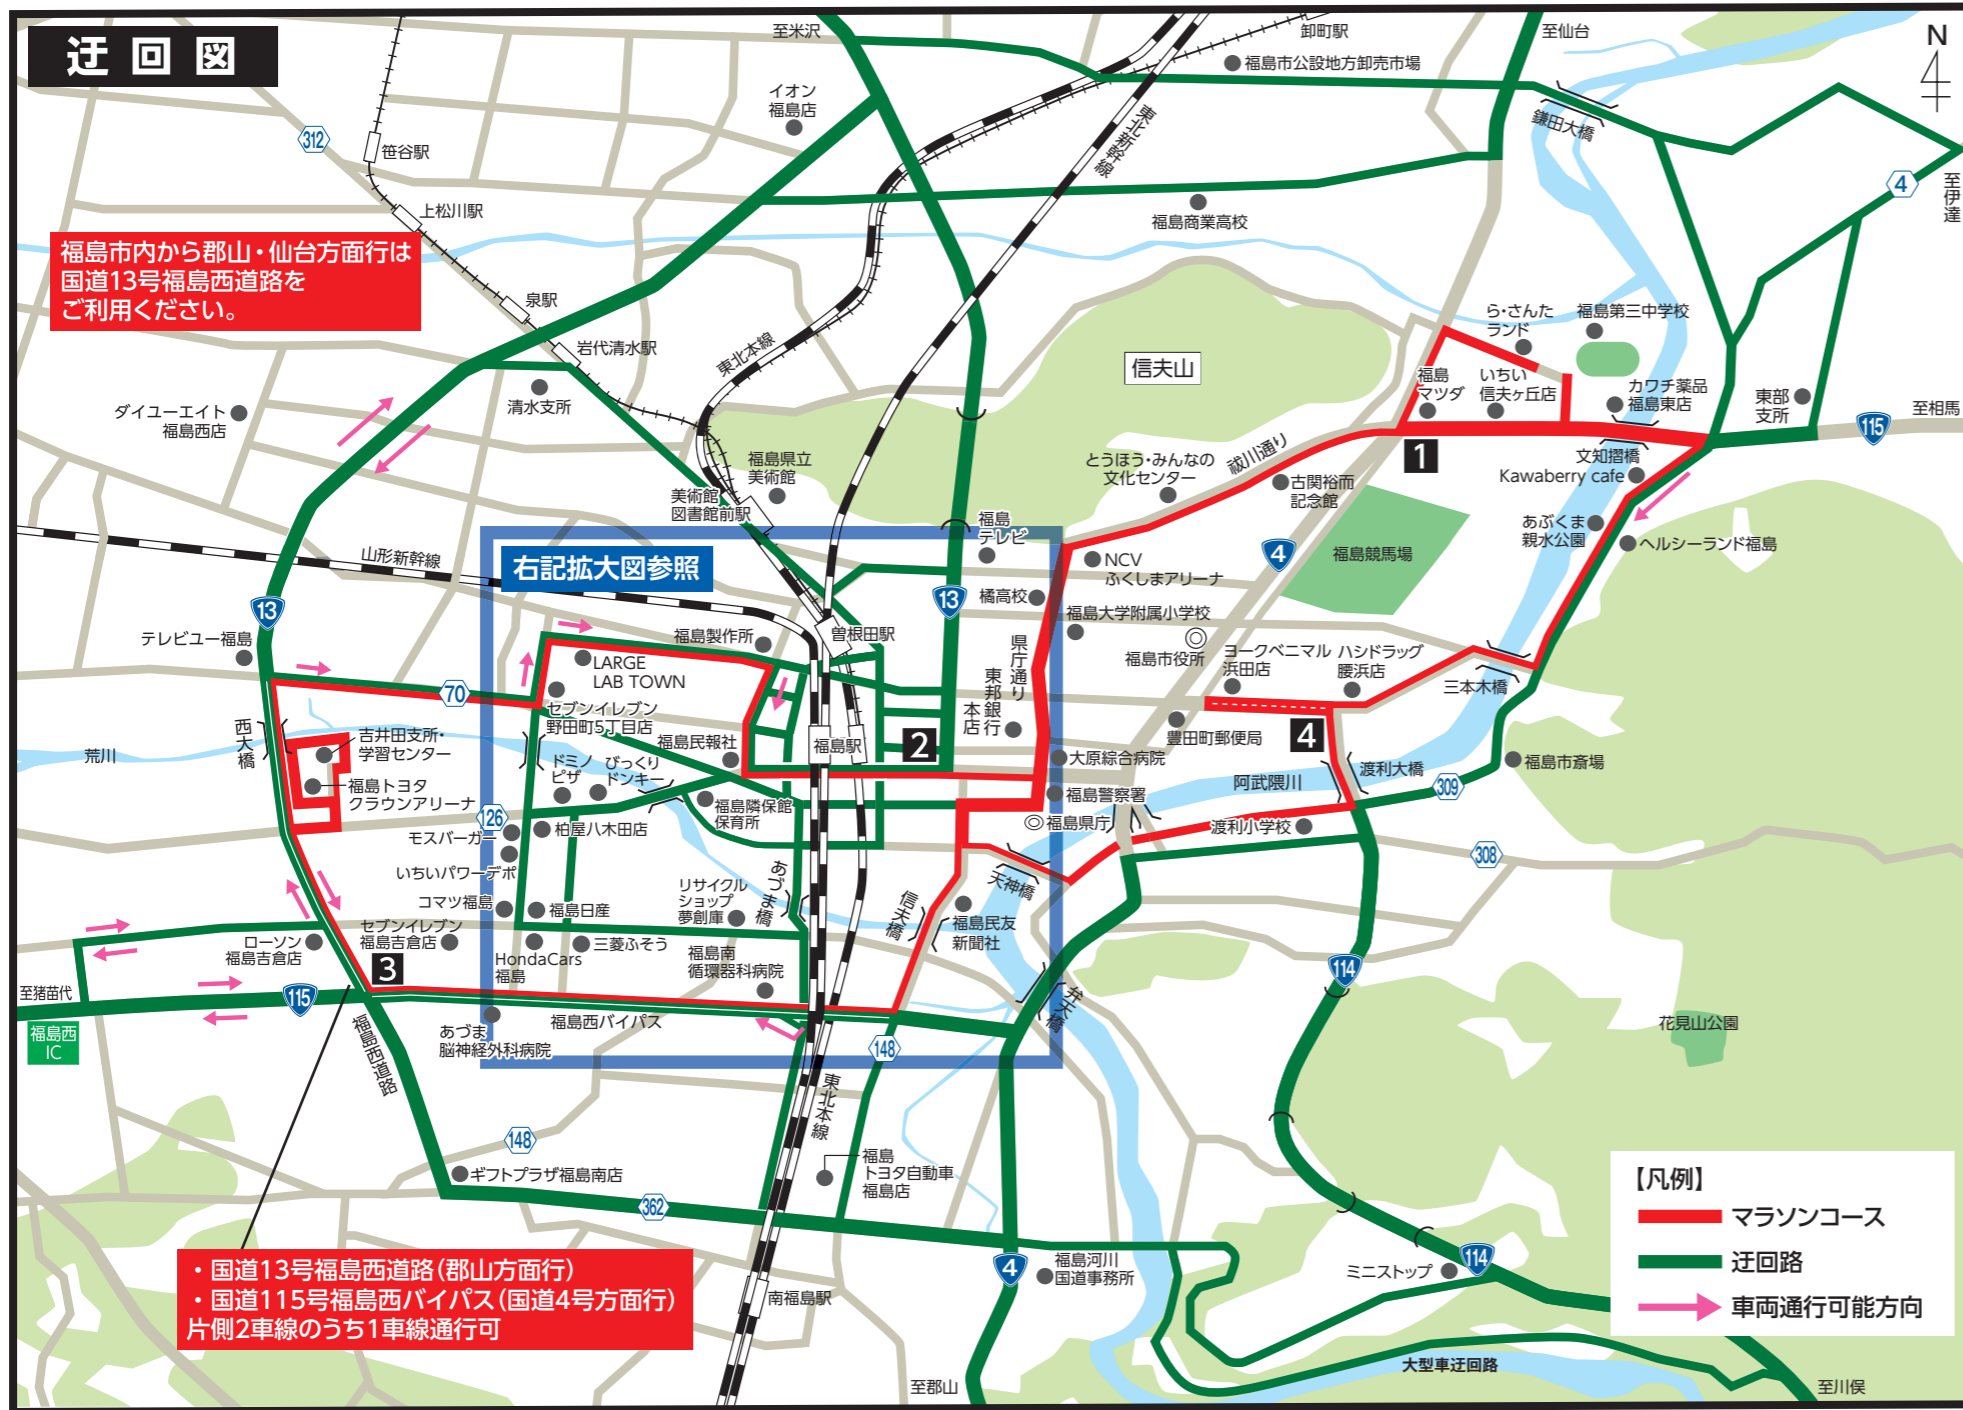 迂回図
至米沢
卸町駅
至仙台
N
福島市公設地方卸売市場
イオン
福島店
東北新幹線
鎌田大橋
312
笹谷駅
4
至伊達
上松川駅
福島商業高校
福島市内から郡山・仙台方面行は
国道13号福島西道路を
ご利用ください。
泉駅
岩代清水駅
東北本線
信夫山
ら・さんた
ランド
福島第三中学校
清水支所
福島
マツダ
いちい
信夫ヶ丘店
カワチ薬品
福島東店
東部
支所
至相馬
115
ダイユーエイト
福島西店
1
祓川通り
文知摺橋
Kawaberry cafe
福島県立
美術館
美術館
図書館前駅
とうほう・みんなの
文化センター
古関裕而
記念館
あぶくま
親水公園
ヘルシーランド福島
福島
テレビ
山形新幹線
右記拡大図参照
NCV
ふくしまアリーナ
4
福島競馬場
13
13
橘高校
福島大学附属小学校
テレビユー福島
福島製作所
曽根田駅
県庁通り
福島市役所
ヨークベニマル
浜田店
ハシドラッグ
腰浜店
三本木橋
LARGE
LAB TOWN
70
東邦銀行
本店
セブンイレブン
野田町5丁目店
西大橋
吉井田支所・
学習センター
福島民報社
福島駅
2
豊田町郵便局
4
荒川
ドミノ
ピザ
びっくり
ドンキー
大原綜合病院
渡利大橋
福島市斎場
福島トヨタ
クラウンアリーナ
阿武隈川
309
福島隣保館
保育所
福島警察署
126
モスバーガー
柏屋八木田店
福島県庁
渡利小学校
308
いちいパワーデポ
天神橋
あづま橋
リサイクル
ショップ
夢創庫
信夫橋
コマツ福島
福島日産
福島民友
新聞社
ローソン
福島吉倉店
セブンイレブン
福島吉倉店
三菱ふそう
HondaCars
福島
福島南
循環器科病院
3
114
至猪苗代
115
弁天橋
福島西
IC
福島西バイパス
あづま
脳神経外科病院
148
花見山公園
福島西道路
東北本線
148
ギフトプラザ福島南店
福島
トヨタ自動車
福島店
362
【凡例】
マラソンコース
迂回路
車両通行可能方向
・国道13号福島西道路(郡山方面行)
・国道115号福島西バイパス(国道4号方面行)
片側2車線のうち1車線通行可
4
福島河川
国道事務所
114
ミニストップ
南福島駅
大型車迂回路
至郡山
至川俣